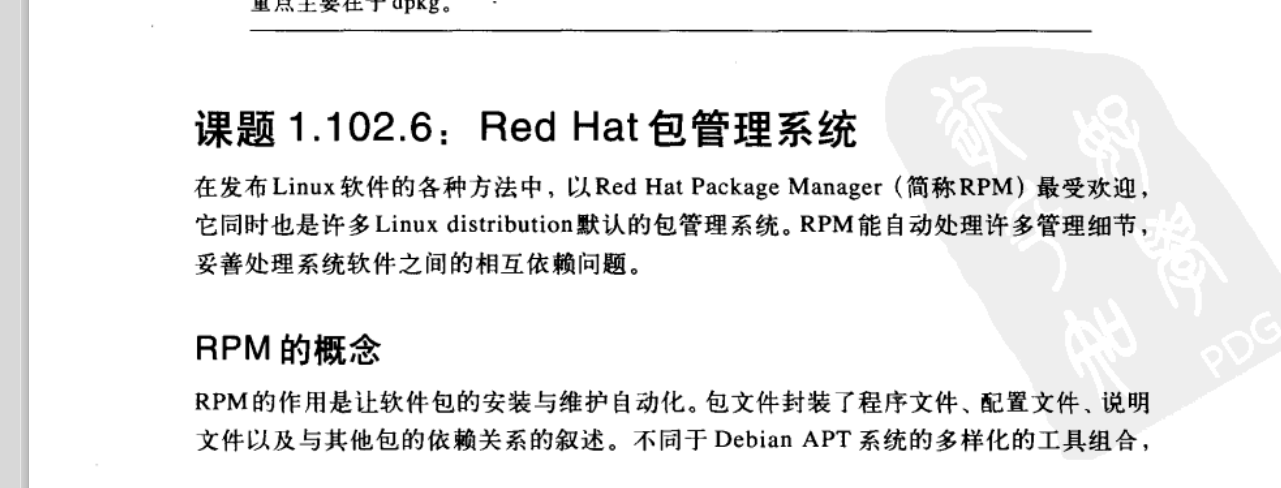 重点主要在于dpkg。
课题 1.102.6：Red Hat 包管理系统
在发布Linux软件的各种方法中，以Red Hat Package Manager（简称RPM）最受欢迎，
它同时也是许多Linux distribution默认的包管理系统。RPM能自动处理许多管理细节，
妥善处理系统软件之间的相互依赖问题。
RPM 的概念
RPM的作用是让软件包的安装与维护自动化。包文件封装了程序文件、配置文件、说明
文件以及与其他包的依赖关系的叙述。不同于Debian APT 系统的多样化的工具组合，
PDG